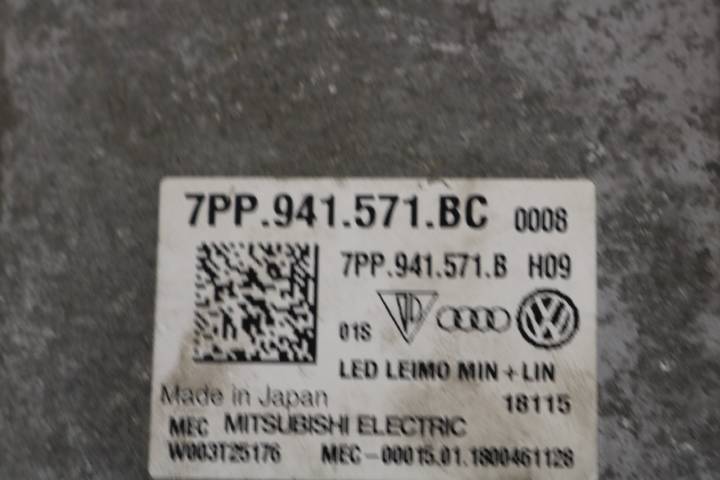 7PP.941.571.BC 0008
7PP.941.571.B H09
01S
LED LEIMO MIN + LIN
Made in Japan 18115
MEC MITSUBISHI ELECTRIC
W003T25176 MEC-00015.01.1800461128